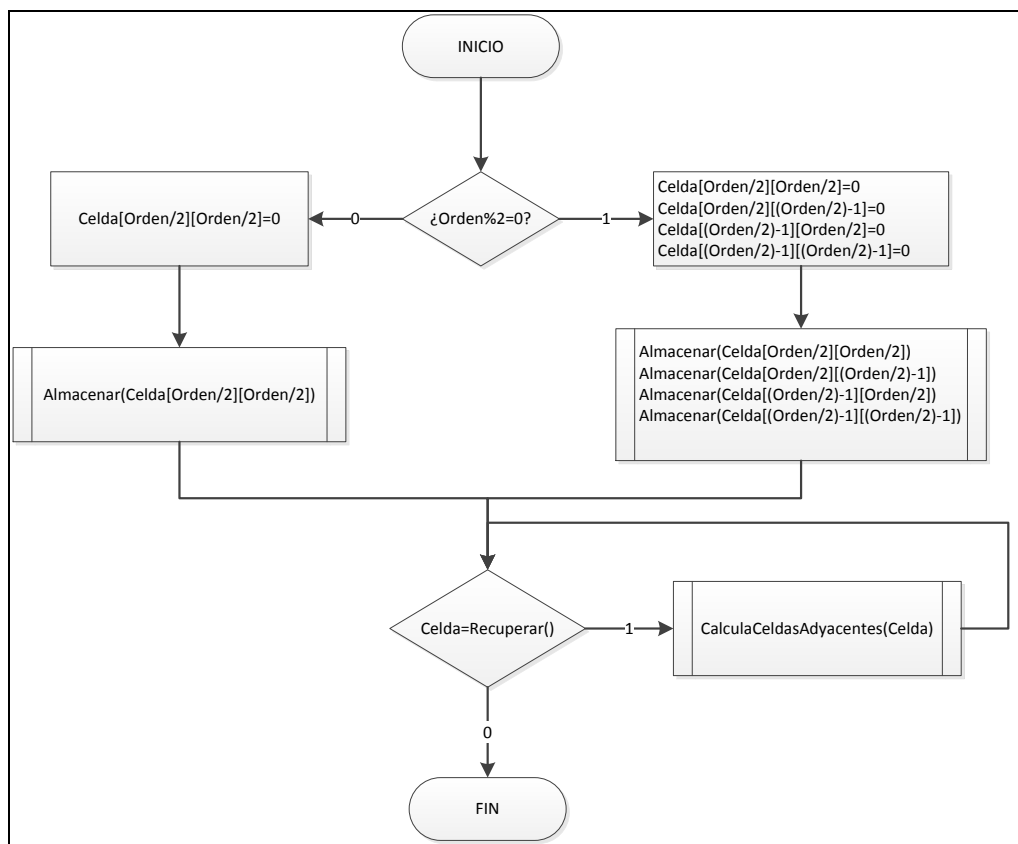 INICIO
¿Orden%2=0?
0
1
Celda[Orden/2][Orden/2]=0
Celda[Orden/2][Orden/2]=0
Celda[Orden/2][(Orden/2)-1]=0
Celda[(Orden/2)-1][Orden/2]=0
Celda[(Orden/2)-1][(Orden/2)-1]=0
Almacenar(Celda[Orden/2][Orden/2])
Almacenar(Celda[Orden/2][Orden/2])
Almacenar(Celda[Orden/2][(Orden/2)-1])
Almacenar(Celda[(Orden/2)-1][Orden/2])
Almacenar(Celda[(Orden/2)-1][(Orden/2)-1])
Celda=Recuperar()
1
CalculaCeldasAdyacentes(Celda)
0
FIN